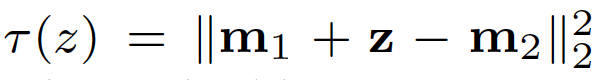 τ(z) = ‖m₁ + z − m₂‖₂²